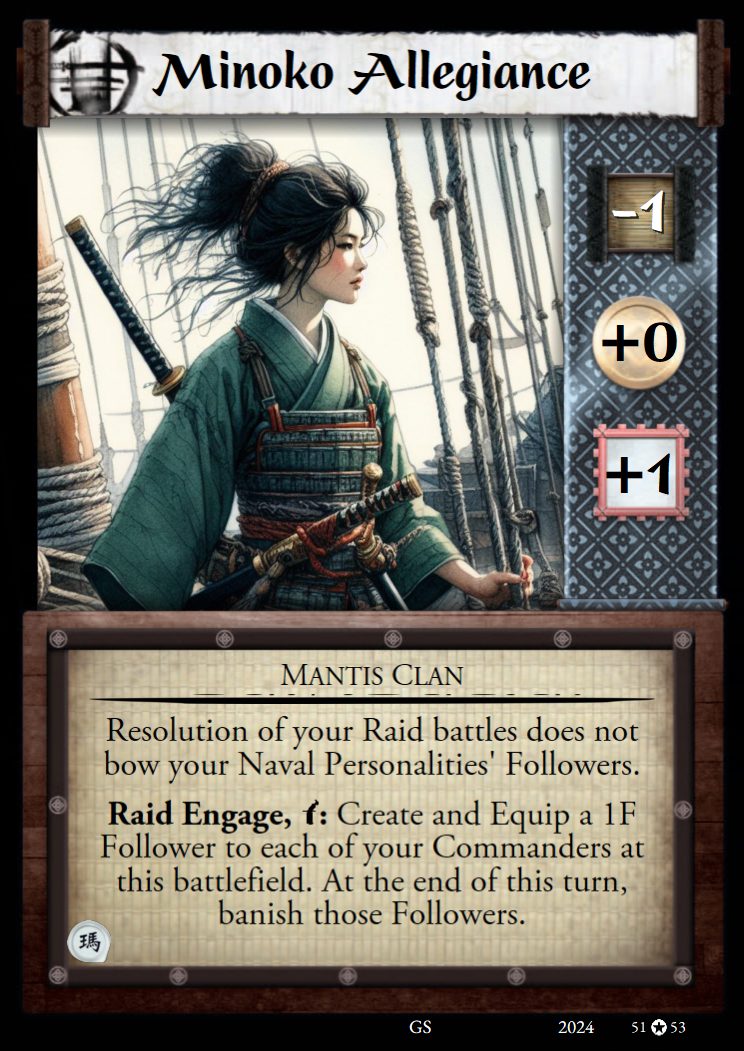 Minoko Allegiance
-1
+0
+1
MANTIS CLAN
Resolution of your Raid battles does not
bow your Naval Personalities' Followers.
Raid Engage, : Create and Equip a 1F
Follower to each of your Commanders at
this battlefield. At the end of this turn,
banish those Followers.
瑪
GS 2024 51 ✪ 53